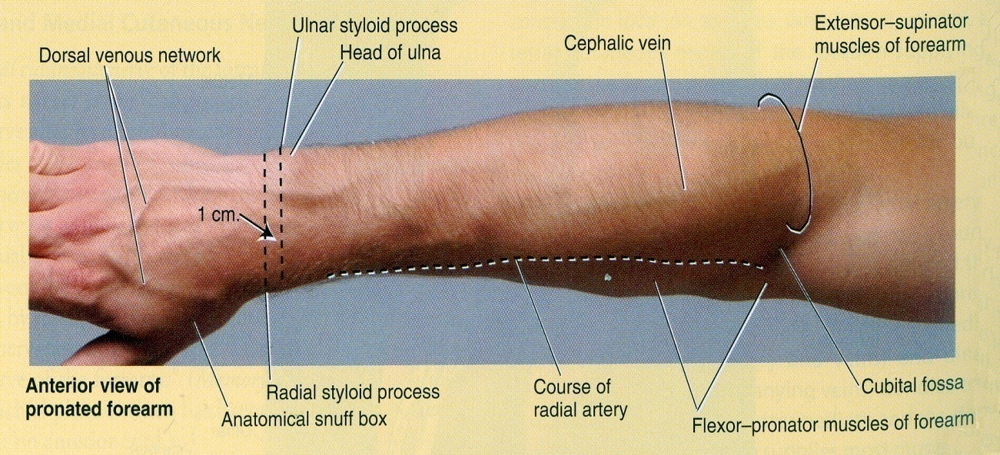 Ulnar styloid process
Head of ulna
Dorsal venous network
Cephalic vein
Extensor–supinator
muscles of forearm
1 cm.
Anterior view of
pronated forearm
Radial styloid process
Anatomical snuff box
Course of
radial artery
Cubital fossa
Flexor–pronator muscles of forearm